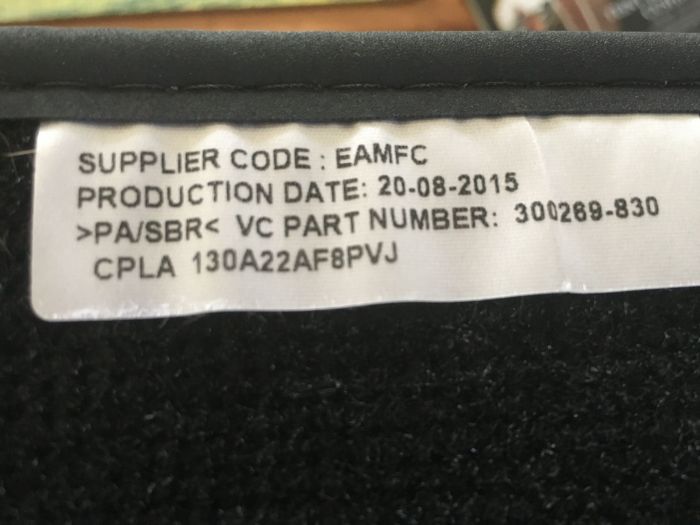 SUPPLIER CODE : EAMFC
PRODUCTION DATE: 20-08-2015
>PA/SBR< VC PART NUMBER: 300269-830
CPLA 130A22AF8PVJ